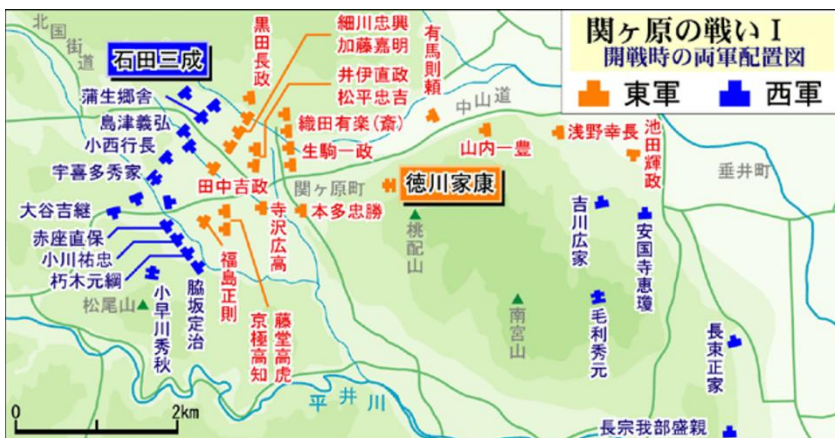 関ヶ原の戦いⅠ
開戦時の両軍配置図
東軍
西軍
北国街道
石田三成
黒田長政
細川忠興
加藤嘉明
井伊直政
松平忠吉
有馬則頼
中山道
蒲生郷舎
島津義弘
小西行長
宇喜多秀家
織田有楽(斎)
生駒一政
田中吉政
関ヶ原町
徳川家康
山内一豊
浅野幸長
池田輝政
垂井町
大谷吉継
赤座直保
小川祐忠
朽木元綱
脇坂定治
小早川秀秋
松尾山
福島正則
寺沢広高
本多忠勝
藤堂高虎
京極高知
桃配山
南宮山
吉川広家
安国寺恵瓊
毛利秀元
長束正家
長宗我部盛親
平井川
0
2km